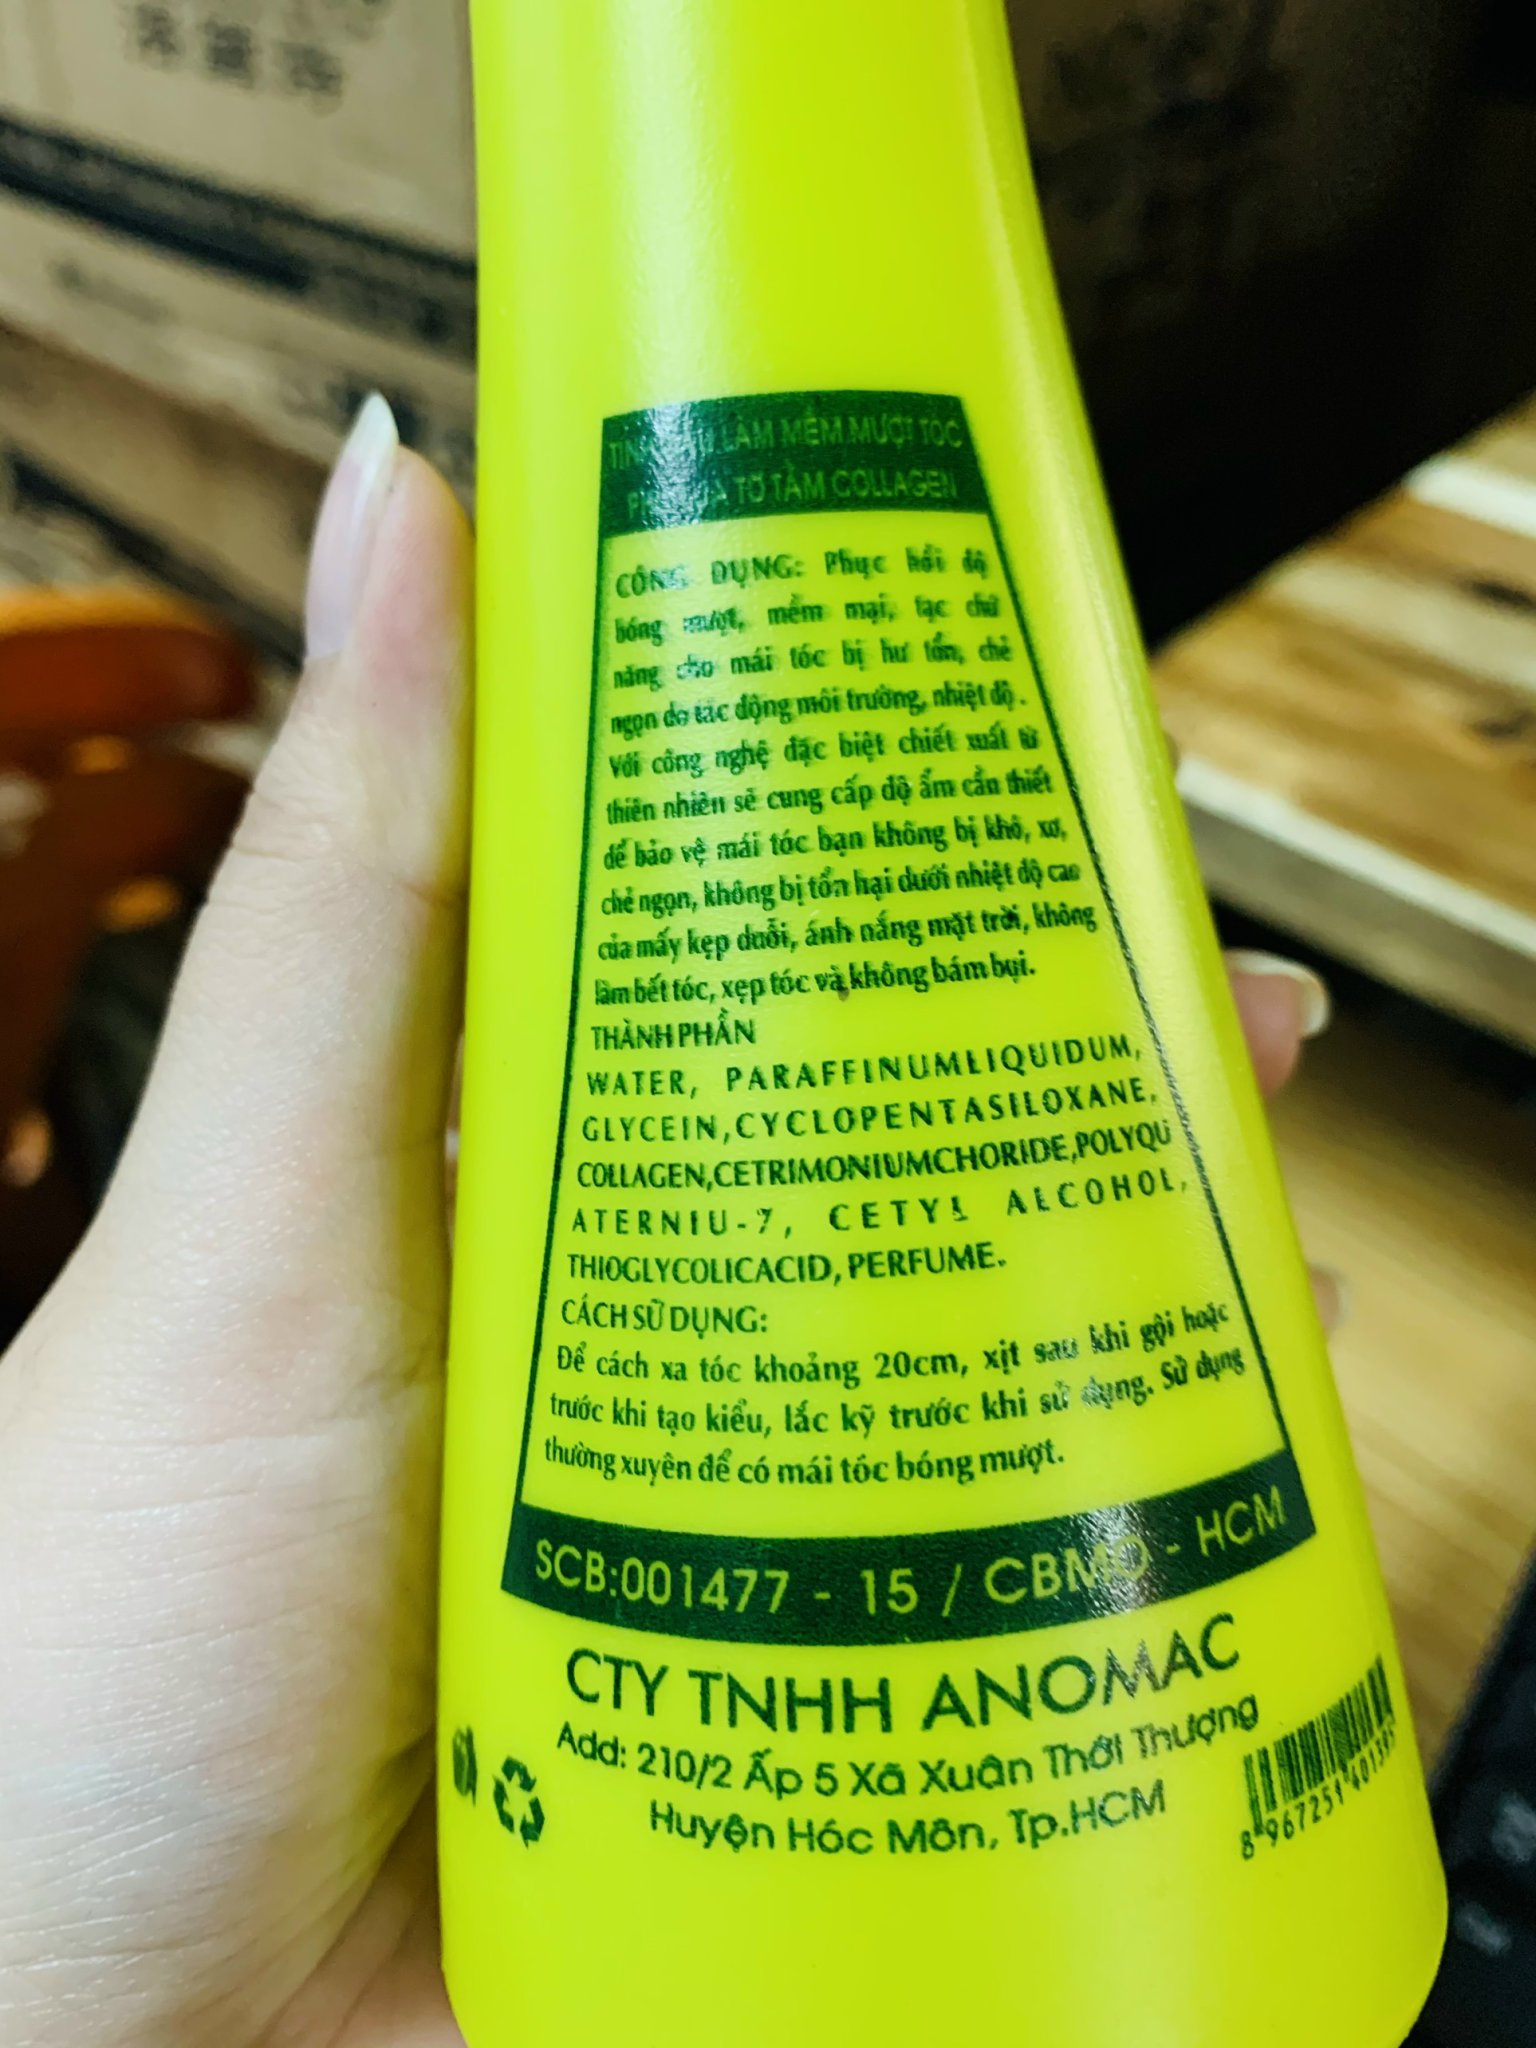 LÀM MỀM MƯỢT TÓC
TƠ TẰM COLLAGEN
CÔNG DỤNG: Phục hồi độ
bóng mượt, mềm mại, tạc chữ
năng cho mái tóc bị hư tổn, chẻ
ngọn do tác động môi trường, nhiệt độ.
Với công nghệ đặc biệt chiết xuất từ
thiên nhiên sẽ cung cấp độ ẩm cần thiết
để bảo vệ mái tóc bạn không bị khô, xơ,
chẻ ngọn, không bị tổn hại dưới nhiệt độ cao
của mấy kẹp duỗi, ánh nắng mặt trời, không
làm bết tóc, xẹp tóc và không bám bụi.
THÀNH PHẦN
WATER, PARAFFINUMLIQUIDUM,
GLYCEIN,CYCLOPENTASILOXANE,
COLLAGEN,CETRIMONIUMCHORIDE,POLYQU
ATERNIU-7, CETYL ALCOHOL,
THIOGLYCOLICACID, PERFUME.
CÁCH SỬ DỤNG:
Để cách xa tóc khoảng 20cm, xịt sau khi gội hoặc
trước khi tạo kiểu, lắc kỹ trước khi sử dụng. Sử dụng
thường xuyên để có mái tóc bóng mượt.
SCB:001477 - 15 / CBMO - HCM
CTY TNHH ANOMAC
Add: 210/2 Ấp 5 Xã Xuân Thới Thượng
Huyện Hóc Môn, Tp.HCM
8 967251 401395